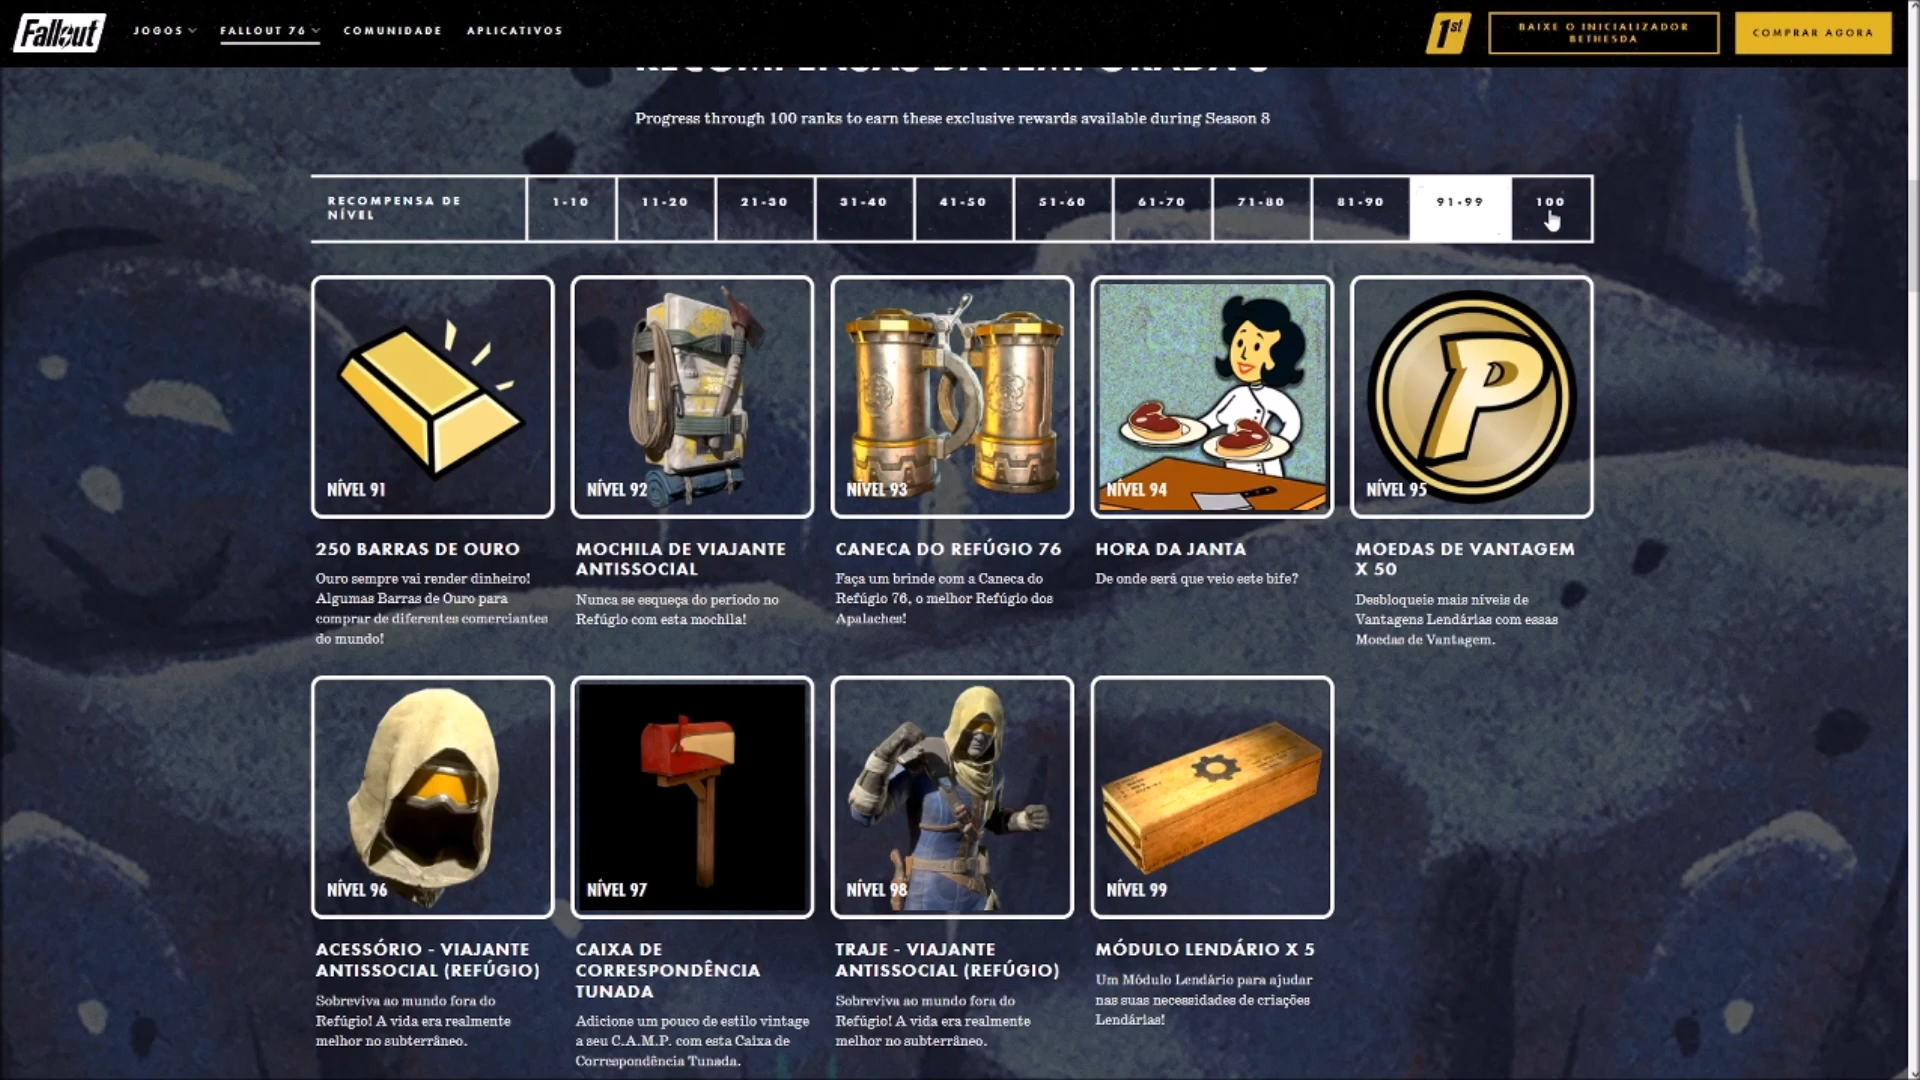 Fallout
JOGOS
FALLOUT 76
COMUNIDADE
APLICATIVOS
1st
BAIXE O INICIALIZADOR
BETHESDA
COMPRAR AGORA
RECOMPENSAS DA TEMPORADA 8
Progress through 100 ranks to earn these exclusive rewards available during Season 8
RECOMPENSA DE
NÍVEL
1-10
11-20
21-30
31-40
41-50
51-60
61-70
71-80
81-90
91-99
100
NÍVEL 91
250 BARRAS DE OURO
Ouro sempre vai render dinheiro!
Algumas Barras de Ouro para
comprar de diferentes comerciantes
do mundo!
NÍVEL 92
MOCHILA DE VIAJANTE
ANTISSOCIAL
Nunca se esqueça do período no
Refúgio com esta mochila!
NÍVEL 93
CANECA DO REFÚGIO 76
Faça um brinde com a Caneca do
Refúgio 76, o melhor Refúgio dos
Apalaches!
NÍVEL 94
HORA DA JANTA
De onde será que veio este bife?
P
NÍVEL 95
MOEDAS DE VANTAGEM
X 50
Desbloqueie mais níveis de
Vantagens Lendárias com essas
Moedas de Vantagem.
NÍVEL 96
ACESSÓRIO - VIAJANTE
ANTISSOCIAL (REFÚGIO)
Sobreviva ao mundo fora do
Refúgio! A vida era realmente
melhor no subterrâneo.
NÍVEL 97
CAIXA DE
CORRESPONDÊNCIA
TUNADA
Adicione um pouco de estilo vintage
a seu C.A.M.P. com esta Caixa de
Correspondência Tunada.
NÍVEL 98
TRAJE - VIAJANTE
ANTISSOCIAL (REFÚGIO)
Sobreviva ao mundo fora do
Refúgio! A vida era realmente
melhor no subterrâneo.
NÍVEL 99
MÓDULO LENDÁRIO X 5
Um Módulo Lendário para ajudar
nas suas necessidades de criações
Lendárias!